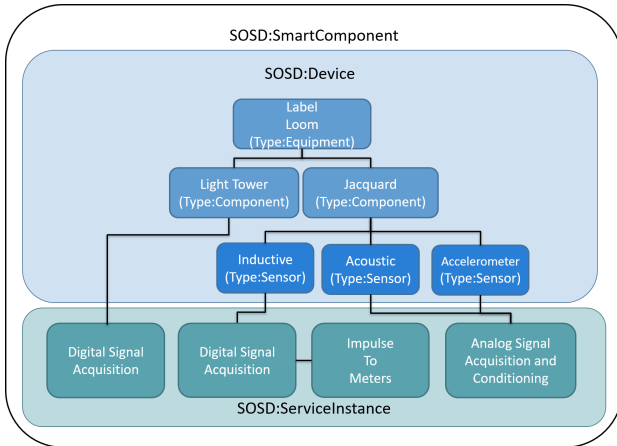 SOSD:SmartComponent
SOSD:Device
Label
Loom
(Type:Equipment)
Light Tower
(Type:Component)
Jacquard
(Type:Component)
Inductive
(Type:Sensor)
Acoustic
(Type:Sensor)
Accelerometer
(Type:Sensor)
Digital Signal
Acquisition
Digital Signal
Acquisition
Impulse
To
Meters
Analog Signal
Acquisition and
Conditioning
SOSD:ServiceInstance